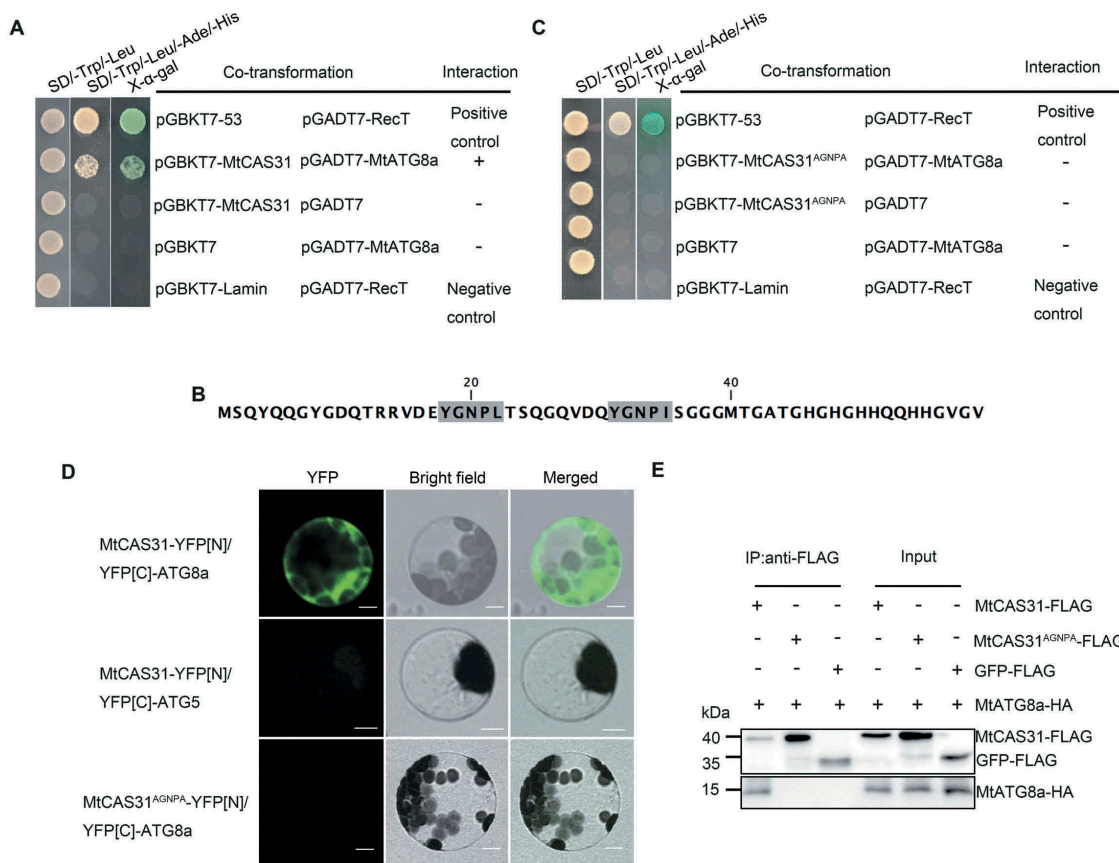 A
SD/-Trp/-Leu
SD/-Trp/-Leu/-Ade/-His
X-α-gal
Co-transformation Interaction
pGBKT7-53 pGADT7-RecT Positive control
pGBKT7-MtCAS31 pGADT7-MtATG8a +
pGBKT7-MtCAS31 pGADT7 -
pGBKT7 pGADT7-MtATG8a -
pGBKT7-Lamin pGADT7-RecT Negative control
C
SD/-Trp/-Leu
SD/-Trp/-Leu/-Ade/-His
X-α-gal
Co-transformation Interaction
pGBKT7-53 pGADT7-RecT Positive control
pGBKT7-MtCAS31AGNPA pGADT7-MtATG8a -
pGBKT7-MtCAS31AGNPA pGADT7 -
pGBKT7 pGADT7-MtATG8a -
pGBKT7-Lamin pGADT7-RecT Negative control
20 40
B MSQYQQGYGDQTRRVDEYGNPLTSQGQVDQYGNPISGGGMTGATGHGHGHHQQHHGVGV
D YFP Bright field Merged
MtCAS31-YFP[N]/
YFP[C]-ATG8a
MtCAS31-YFP[N]/
YFP[C]-ATG5
MtCAS31AGNPA-YFP[N]/
YFP[C]-ATG8a
E
IP:anti-FLAG Input
+ - - + - - MtCAS31-FLAG
- + - - + - MtCAS31AGNPA-FLAG
- - + - - + GFP-FLAG
+ + + + + + MtATG8a-HA
kDa
40 MtCAS31-FLAG
35 GFP-FLAG
15 MtATG8a-HA